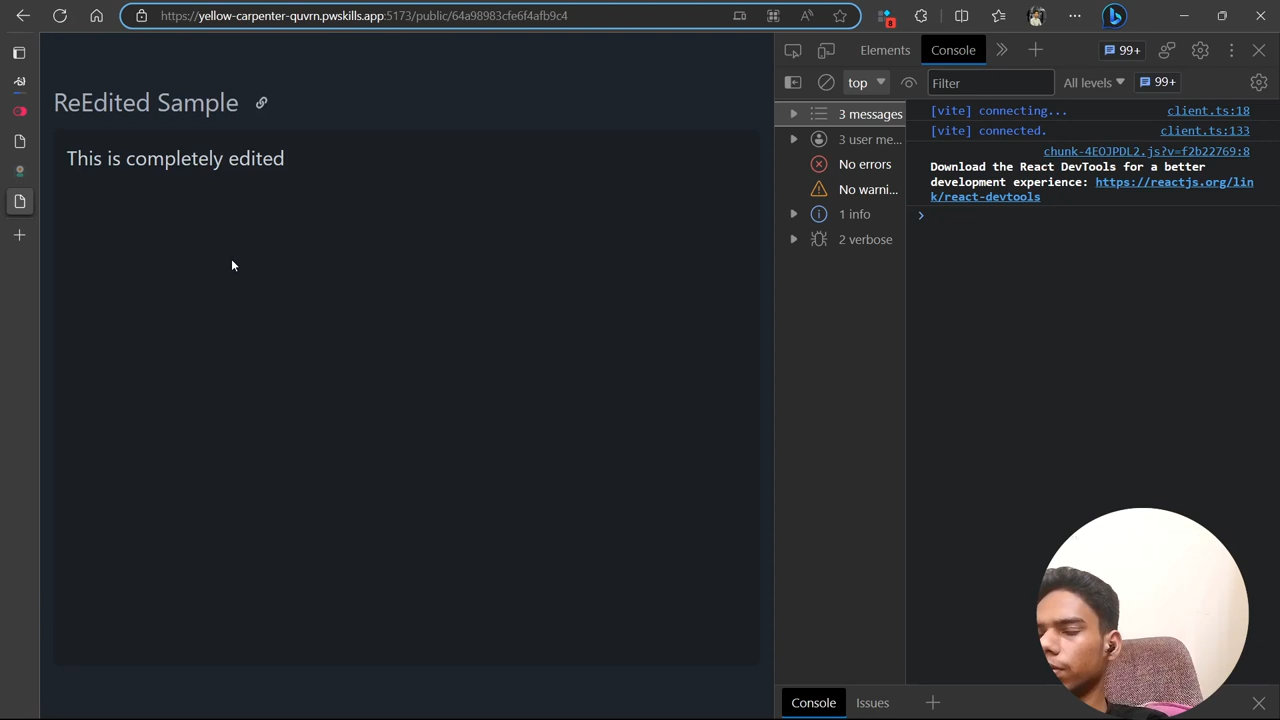 https://yellow-carpenter-quvrn.pwskills.app:5173/public/64a98983cfe6f4afb9c4
8
Elements
Console
99+
top
Filter
All levels
99+
ReEdited Sample
This is completely edited
3 messages
3 user me...
No errors
No warni...
1 info
2 verbose
[vite] connecting...
client.ts:18
[vite] connected.
client.ts:133
chunk-4EOJPDL2.js?v=f2b22769:8
Download the React DevTools for a better
development experience: https://reactjs.org/lin
k/react-devtools
Console
Issues